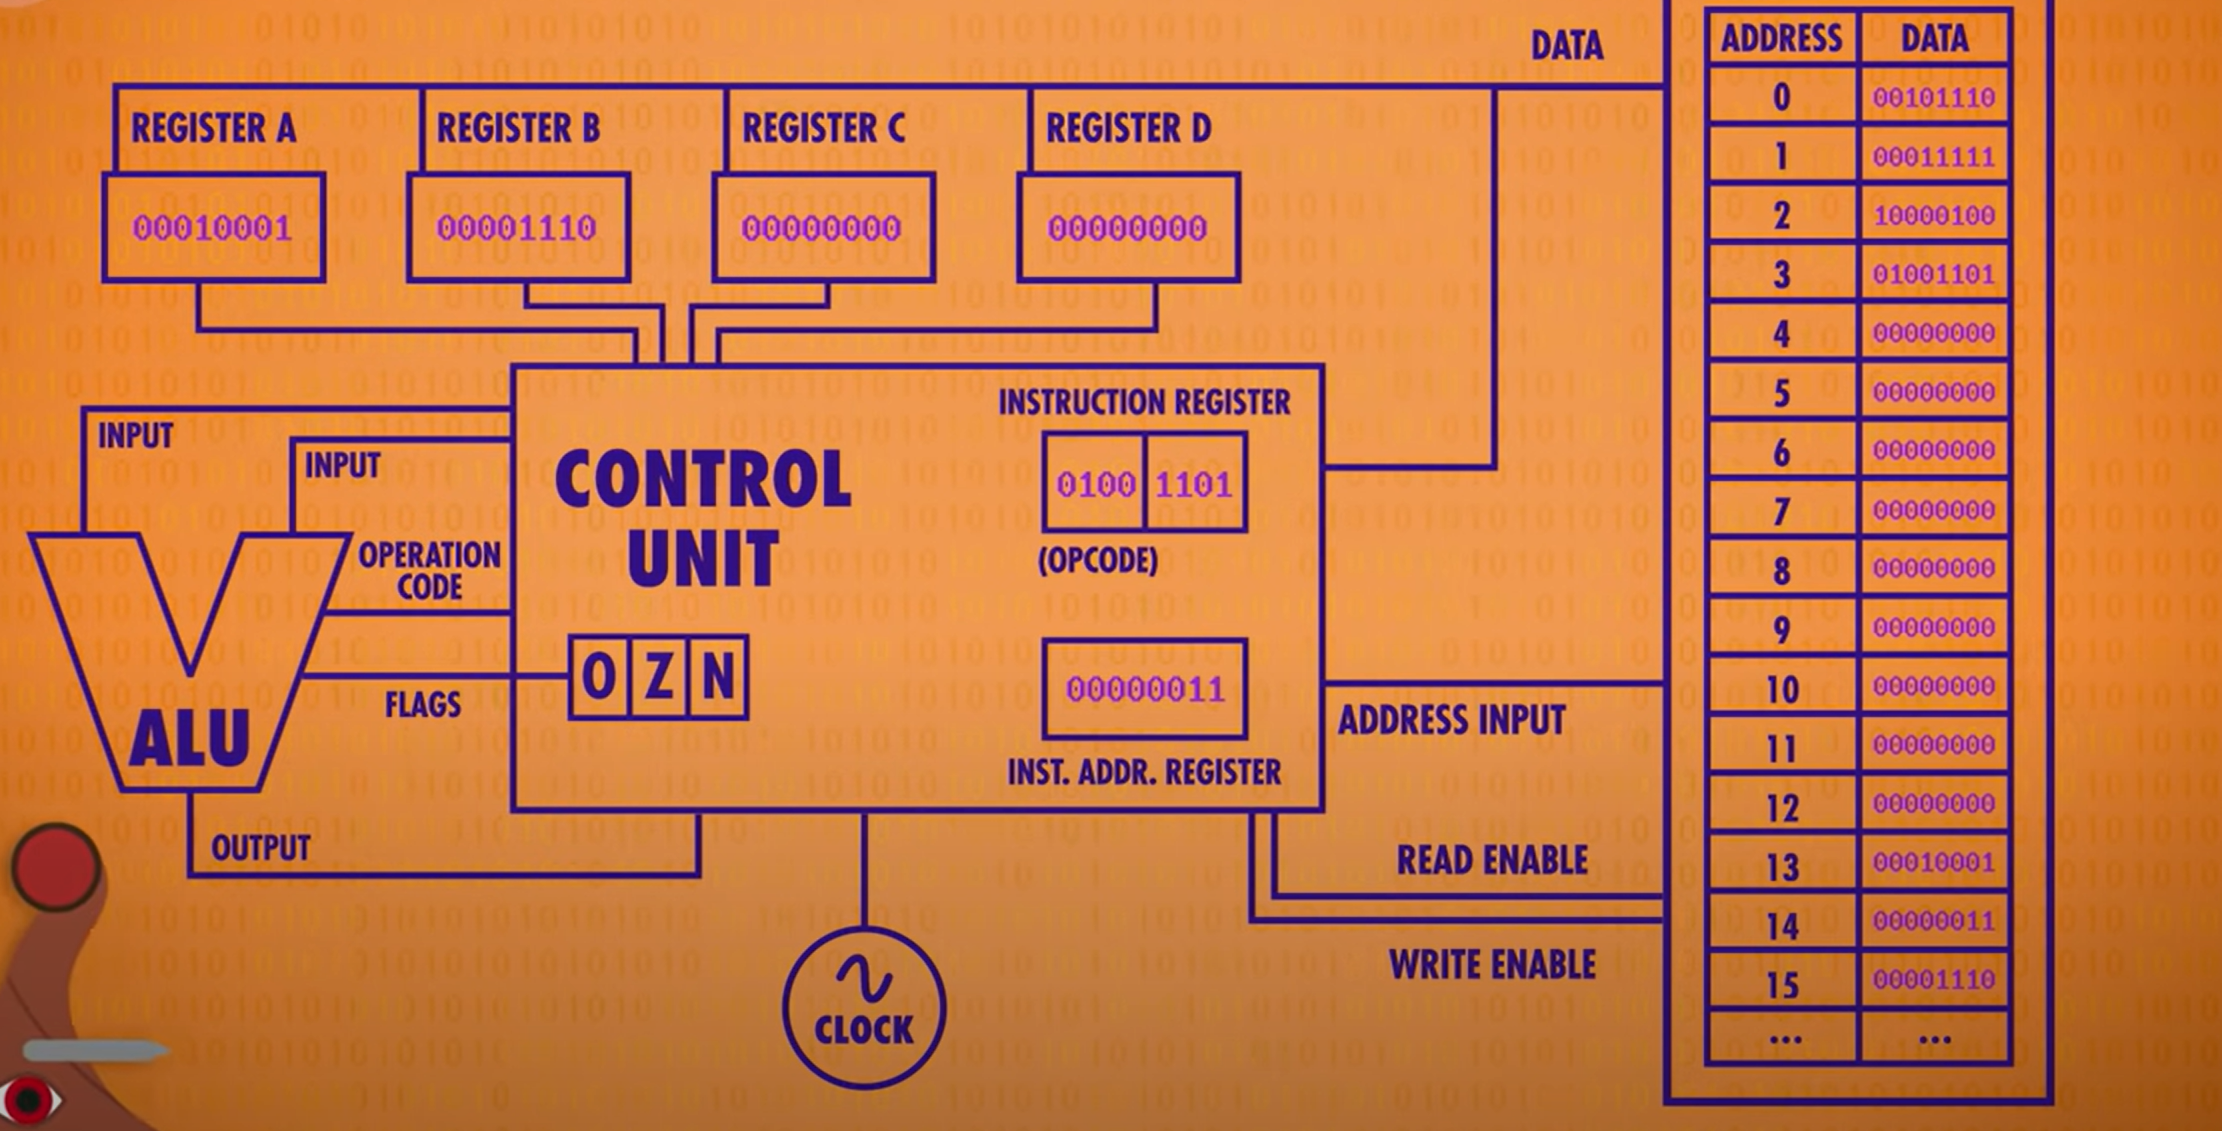 DATA
ADDRESS DATA
0 00101110
1 00011111
2 10000100
3 01001101
4 00000000
5 00000000
6 00000000
7 00000000
8 00000000
9 00000000
10 00000000
11 00000000
12 00000000
13 00010001
14 00000011
15 00001110
... ...
REGISTER A
00010001
REGISTER B
00001110
REGISTER C
00000000
REGISTER D
00000000
INPUT
INPUT
OPERATION
CODE
FLAGS
ALU
OUTPUT
CONTROL
UNIT
O Z N
INSTRUCTION REGISTER
0100 1101
(OPCODE)
00000011
INST. ADDR. REGISTER
ADDRESS INPUT
READ ENABLE
WRITE ENABLE
CLOCK